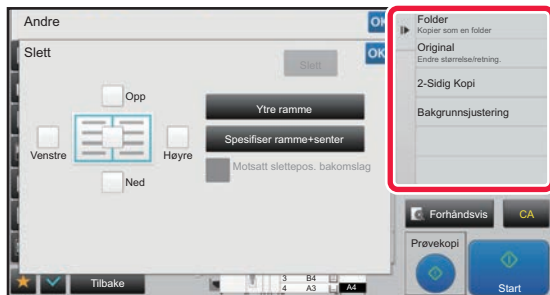 Andre
OK
Slett
OK
Slett
Opp
Venstre
Høyre
Ned
Ytre ramme
Spesifiser ramme+senter
Motsatt slettepos. bakomslag
Tilbake
3 B4
4 A3
A4
Folder
Kopier som en folder
Original
Endre størrelse/retning.
2-Sidig Kopi
Bakgrunnsjustering
Forhåndsvis
CA
Prøvekopi
Start